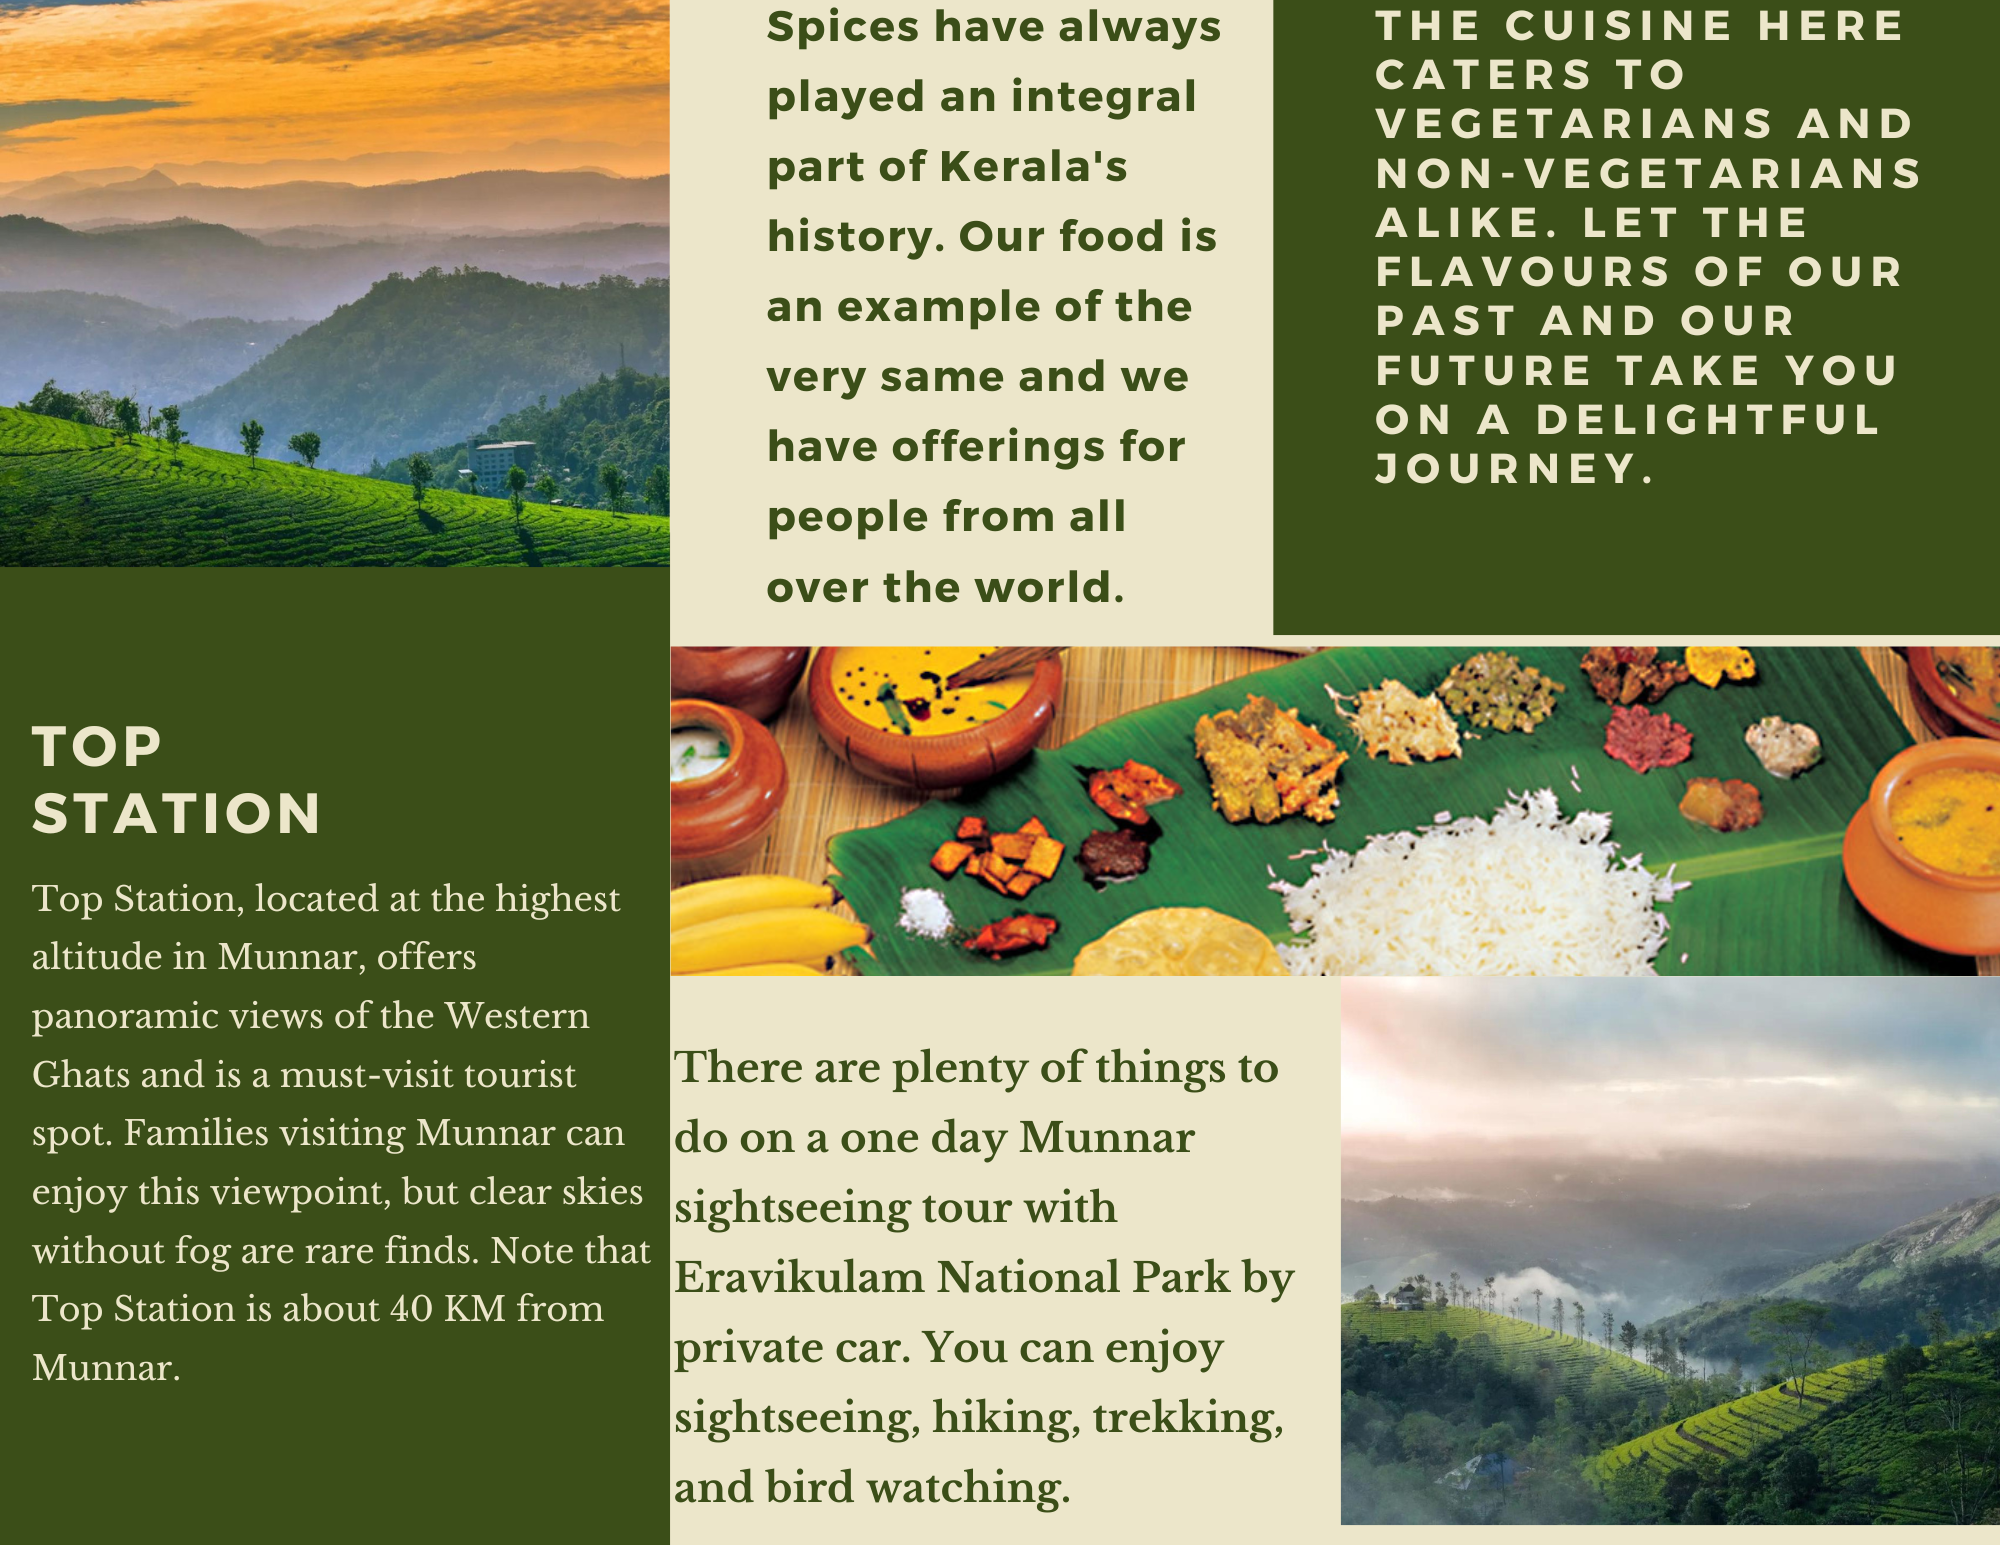 Spices have always
played an integral
part of Kerala's
history. Our food is
an example of the
very same and we
have offerings for
people from all
over the world.
THE CUISINE HERE
CATERS TO
VEGETARIANS AND
NON-VEGETARIANS
ALIKE. LET THE
FLAVOURS OF OUR
PAST AND OUR
FUTURE TAKE YOU
ON A DELIGHTFUL
JOURNEY.
TOP
STATION
Top Station, located at the highest
altitude in Munnar, offers
panoramic views of the Western
Ghats and is a must-visit tourist
spot. Families visiting Munnar can
enjoy this viewpoint, but clear skies
without fog are rare finds. Note that
Top Station is about 40 KM from
Munnar.
There are plenty of things to
do on a one day Munnar
sightseeing tour with
Eravikulam National Park by
private car. You can enjoy
sightseeing, hiking, trekking,
and bird watching.